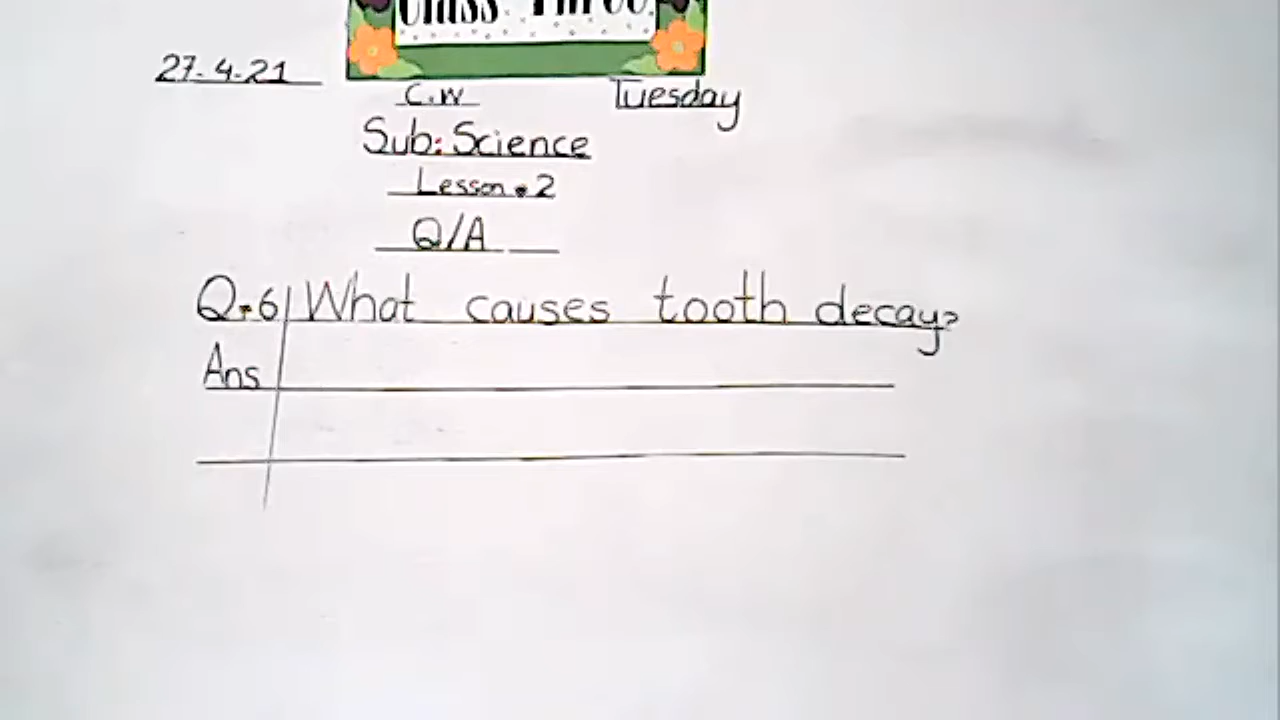 Class Three
27.4.21
C.W Tuesday
Sub: Science
Lesson.2
Q/A
Q.6 What causes tooth decay?
Ans